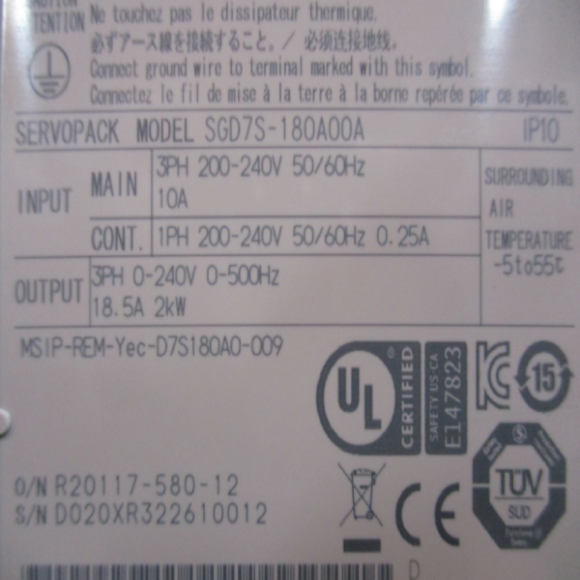 TENTION Ne touchez pas le dissipateur thermique.
必ずアース線を接続すること。/ 必须连接地线。
Connect ground wire to terminal marked with this symbol.
Connectez le fil de mise à la terre à la borne repérée par ce symbole.
SERVOPACK MODEL SGD7S-180A00A IP10
INPUT MAIN 3PH 200-240V 50/60Hz
10A
CONT. 1PH 200-240V 50/60Hz 0.25A
OUTPUT 3PH 0-240V 0-500Hz
18.5A 2kW
SURROUNDING
AIR
TEMPERATURE
-5to55℃
MSIP-REM-Yec-D7S180A0-009
UL ® CERTIFIED
SAFETY US-CA
E147823
KC 15
TÜV
SUD
CE
O/N R20117-580-12
S/N D020XR322610012
D